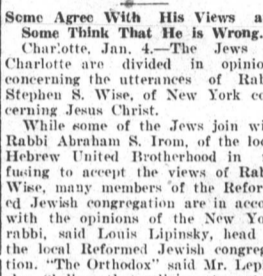 Some Agree With His Views a
Some Think That He is Wrong.
Charlotte, Jan. 4.—The Jews
Charlotte are divided in opinio
concerning the utterances of Rab
Stephen S. Wise, of New York co
cerning Jesus Christ.
While some of the Jews join wi
Rabbi Abraham S. Irom, of the loc
Hebrew United Brotherhood in
fusing to accept the views of Rab
Wise, many members of the Refor
ed Jewish congregation are in acco
with the opinions of the New Yo
rabbi, said Louis Lipinsky, head
the local Reformed Jewish congreg
tion. "The Orthodox" said Mr. Lep